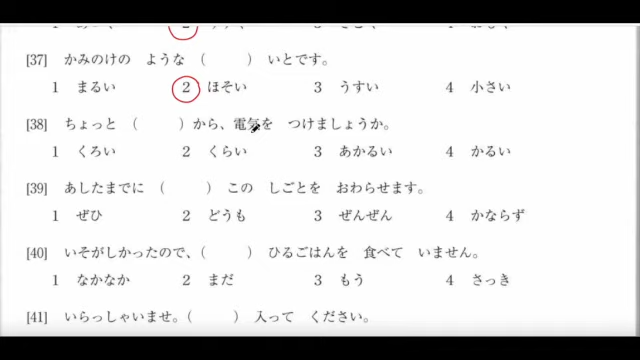 [37] かみのけの ような ( ) いとです。
1 まるい 2 ほそい 3 うすい 4 小さい
[38] ちょっと ( ) から、電気を つけましょうか。
1 くろい 2 くらい 3 あかるい 4 かるい
[39] あしたまでに ( ) この しごとを おわらせます。
1 ぜひ 2 どうも 3 ぜんぜん 4 かならず
[40] いそがしかったので、( ) ひるごはんを 食べて いません。
1 なかなか 2 まだ 3 もう 4 さっき
[41] いらっしゃいませ。( ) 入って ください。